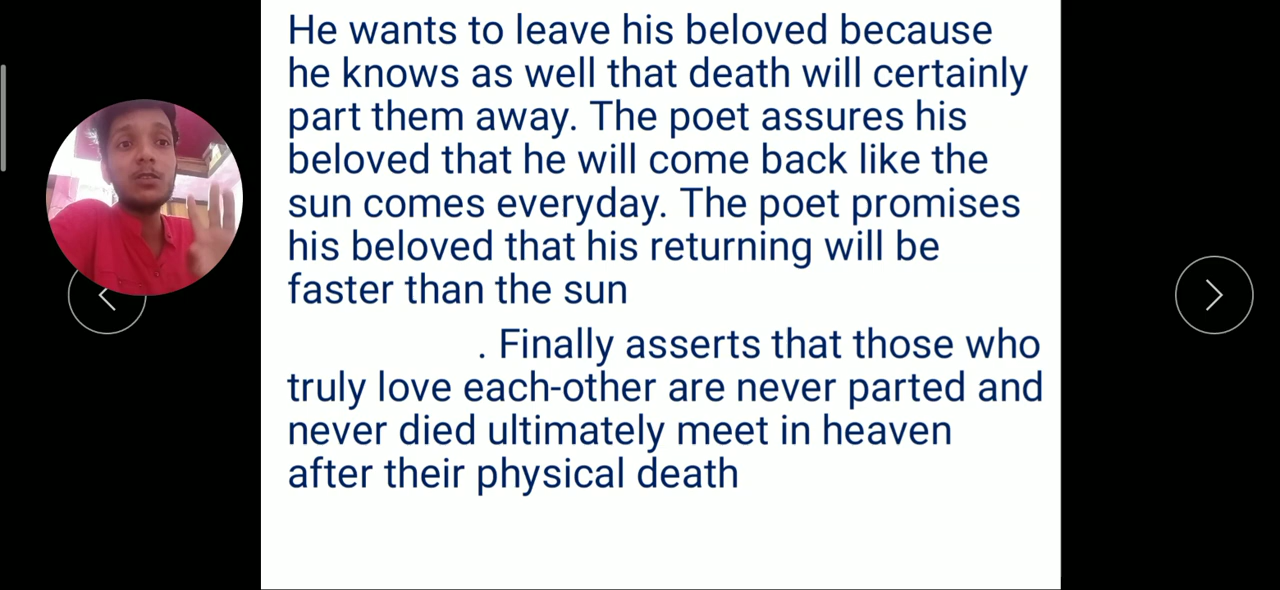 He wants to leave his beloved because
he knows as well that death will certainly
part them away. The poet assures his
beloved that he will come back like the
sun comes everyday. The poet promises
his beloved that his returning will be
faster than the sun
. Finally asserts that those who
truly love each-other are never parted and
never died ultimately meet in heaven
after their physical death